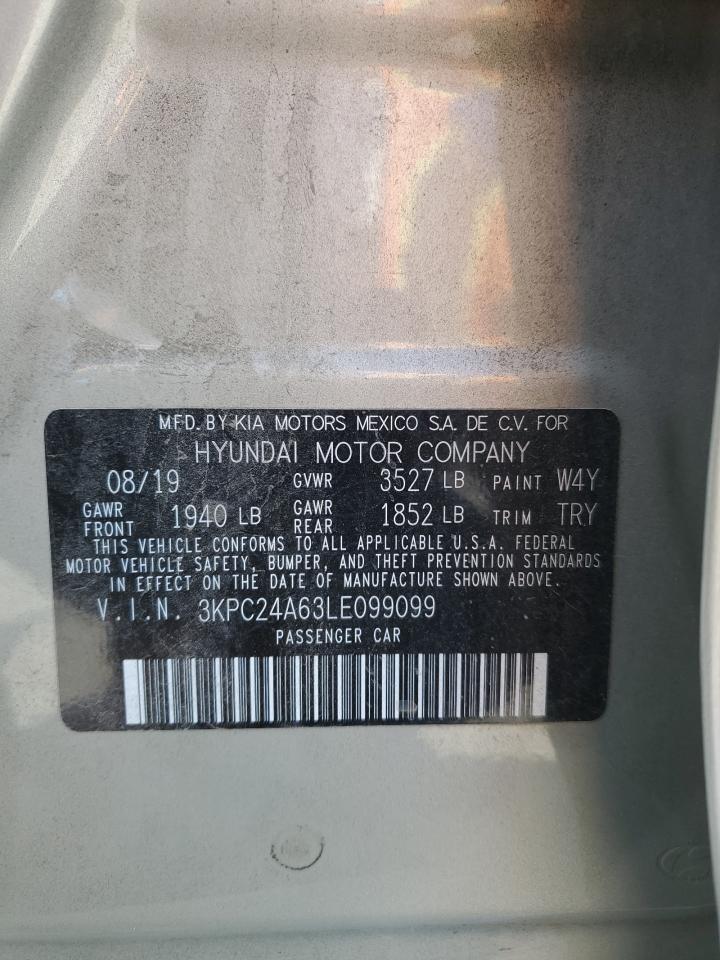 MFD. BY KIA MOTORS MEXICO S.A. DE C.V. FOR
HYUNDAI MOTOR COMPANY
08/19 GVWR 3527 LB PAINT W4Y
GAWR FRONT 1940 LB GAWR REAR 1852 LB TRIM TRY
THIS VEHICLE CONFORMS TO ALL APPLICABLE U.S.A. FEDERAL
MOTOR VEHICLE SAFETY, BUMPER, AND THEFT PREVENTION STANDARDS
IN EFFECT ON THE DATE OF MANUFACTURE SHOWN ABOVE.
V.I.N. 3KPC24A63LE099099
PASSENGER CAR